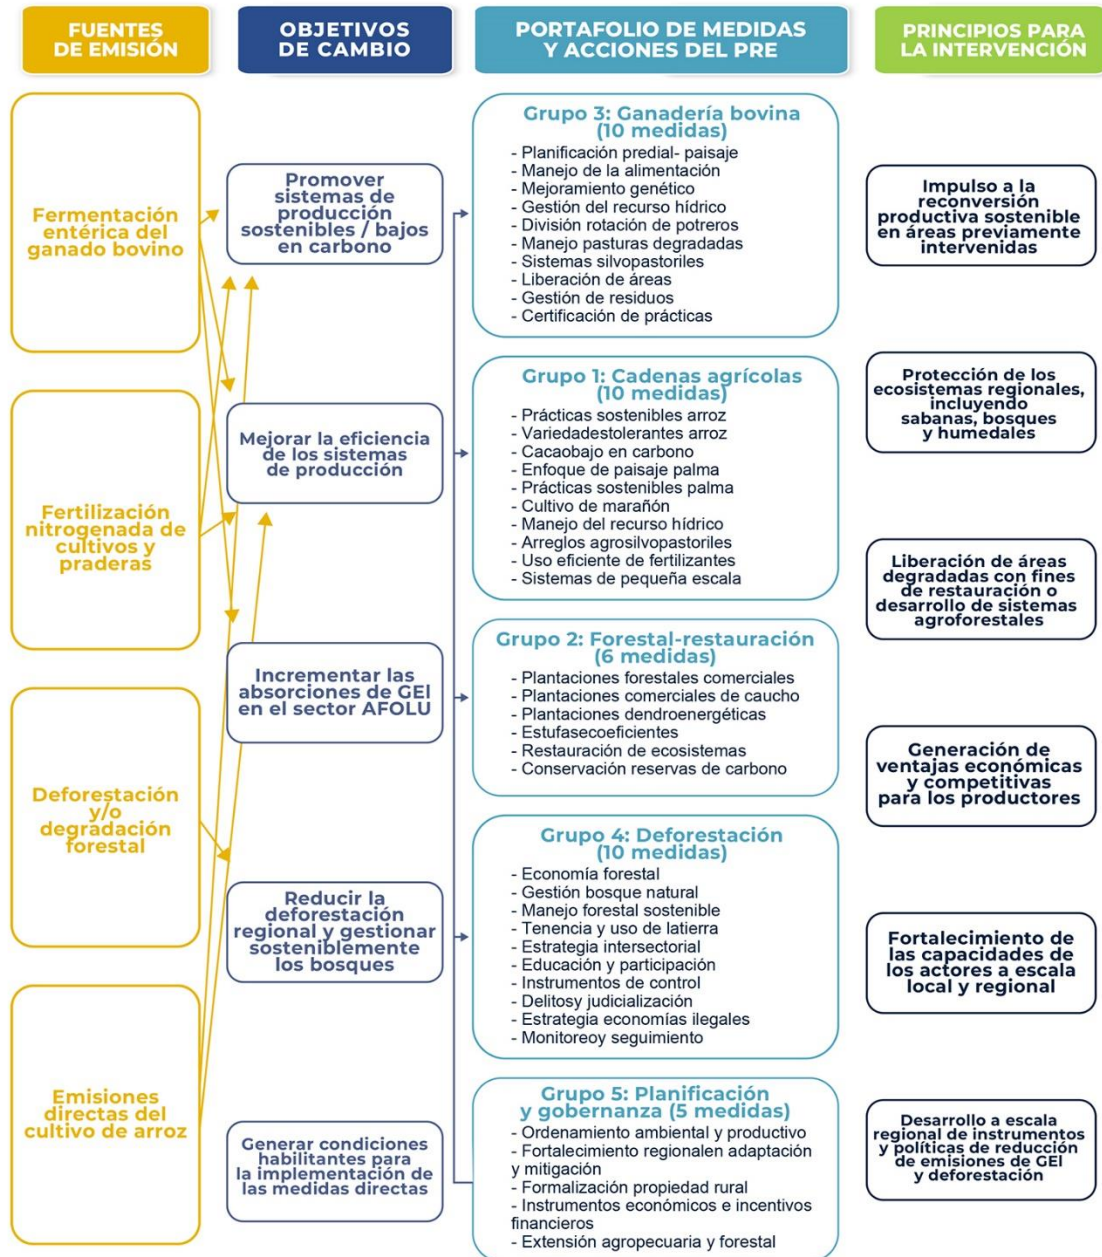 FUENTES
DE EMISIÓN
OBJETIVOS
DE CAMBIO
PORTAFOLIO DE MEDIDAS
Y ACCIONES DEL PRE
PRINCIPIOS PARA
LA INTERVENCIÓN
Fermentación
entérica del
ganado bovino
Fertilización
nitrogenada de
cultivos y
praderas
Deforestación
y/o
degradación
forestal
Emisiones
directas del
cultivo de arroz
Promover
sistemas de
producción
sostenibles / bajos
en carbono
Mejorar la eficiencia
de los sistemas
de producción
Incrementar las
absorciones de GEI
en el sector AFOLU
Reducir la
deforestación
regional y gestionar
sosteniblemente
los bosques
Generar condiciones
habilitantes para
la implementación de
las medidas directas
Grupo 3: Ganadería bovina
(10 medidas)
- Planificación predial- paisaje
- Manejo de la alimentación
- Mejoramiento genético
- Gestión del recurso hídrico
- División rotación de potreros
- Manejo pasturas degradadas
- Sistemas silvopastoriles
- Liberación de áreas
- Gestión de residuos
- Certificación de prácticas
Grupo 1: Cadenas agrícolas
(10 medidas)
- Prácticas sostenibles arroz
- Variedadestolerantes arroz
- Cacaobajo en carbono
- Enfoque de paisaje palma
- Prácticas sostenibles palma
- Cultivo de marañón
- Manejo del recurso hídrico
- Arreglos agrosilvopastoriles
- Uso eficiente de fertilizantes
- Sistemas de pequeña escala
Grupo 2: Forestal-restauración
(6 medidas)
- Plantaciones forestales comerciales
- Plantaciones comerciales de caucho
- Plantaciones dendroenergéticas
- Estufasecoeficientes
- Restauración de ecosistemas
- Conservación reservas de carbono
Grupo 4: Deforestación
(10 medidas)
- Economía forestal
- Gestión bosque natural
- Manejo forestal sostenible
- Tenencia y uso de latierra
- Estrategia intersectorial
- Educación y participación
- Instrumentos de control
- Delitosy judicialización
- Estrategia economías ilegales
- Monitoreoy seguimiento
Grupo 5: Planificación
y gobernanza (5 medidas)
- Ordenamiento ambiental y productivo
- Fortalecimiento regionalen adaptación
y mitigación
- Formalización propiedad rural
- Instrumentos económicos e incentivos
financieros
- Extensión agropecuaria y forestal
Impulso a la
reconversión
productiva sostenible
en áreas previamente
intervenidas
Protección de los
ecosistemas regionales,
incluyendo
sabanas, bosques
y humedales
Liberación de áreas
degradadas con fines
de restauración o
desarrollo de sistemas
agroforestales
Generación de
ventajas económicas
y competitivas
para los productores
Fortalecimiento de
las capacidades de
los actores a escala
local y regional
Desarrollo a escala
regional de instrumentos
y políticas de reducción
de emisiones de GEI
y deforestación